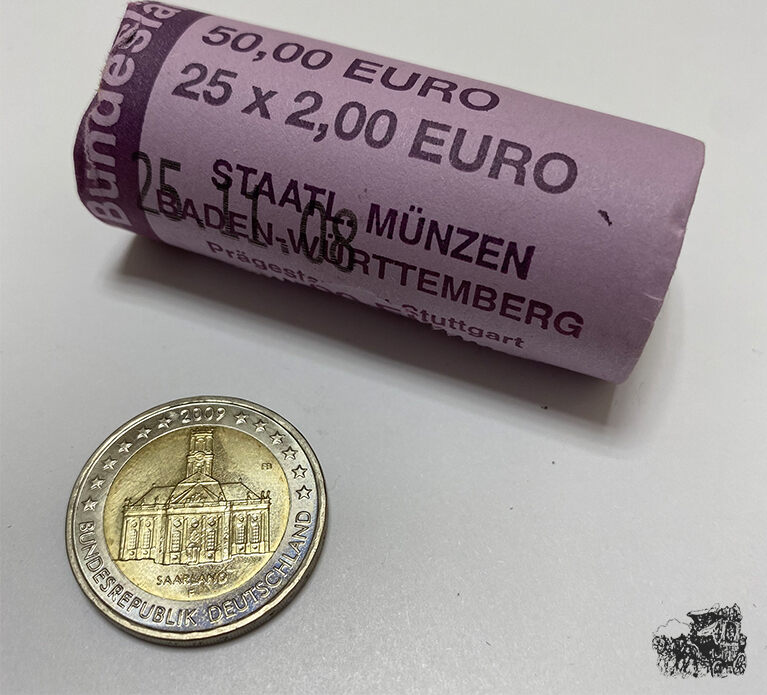 Bundesla
50,00 EURO
25 x 2,00 EURO
25.11.08
STAATL. MÜNZEN
BADEN-WÜRTTEMBERG
Stuttgart
2009
SAARLAND
F
BUNDESREPUBLIK DEUTSCHLAND